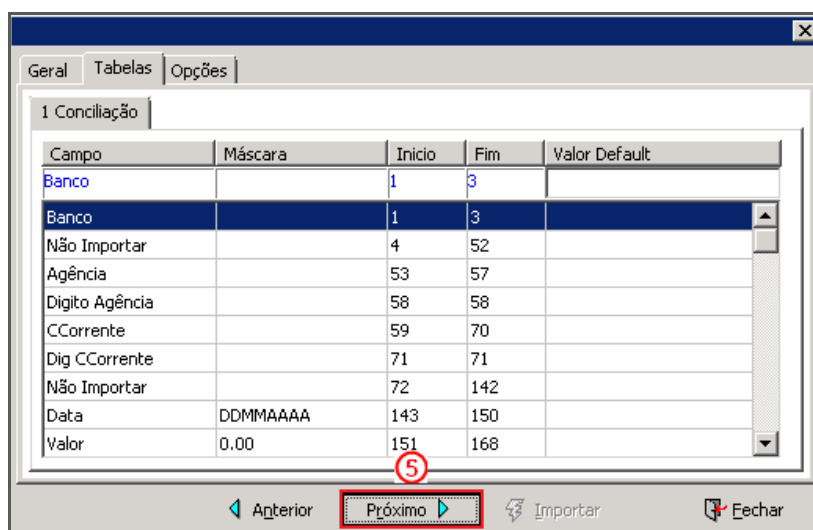 Geral Tabelas Opções
1 Conciliação
Campo Máscara Inicio Fim Valor Default
Banco 1 3
Banco 1 3
Não Importar 4 52
Agência 53 57
Digito Agência 58 58
CCorrente 59 70
Dig CCorrente 71 71
Não Importar 72 142
Data DDMMAAAA 143 150
Valor 0.00 151 168
5
Anterior Próximo Importar Fechar